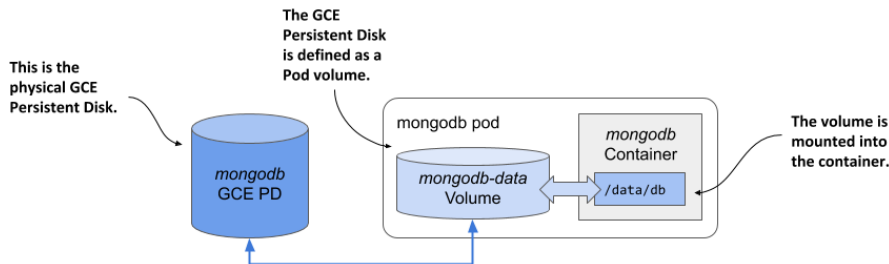 This is the
physical GCE
Persistent Disk.
The GCE
Persistent Disk
is defined as a
Pod volume.
mongodb
GCE PD
mongodb pod
mongodb-data
Volume
mongodb
Container
/data/db
The volume is
mounted into
the container.